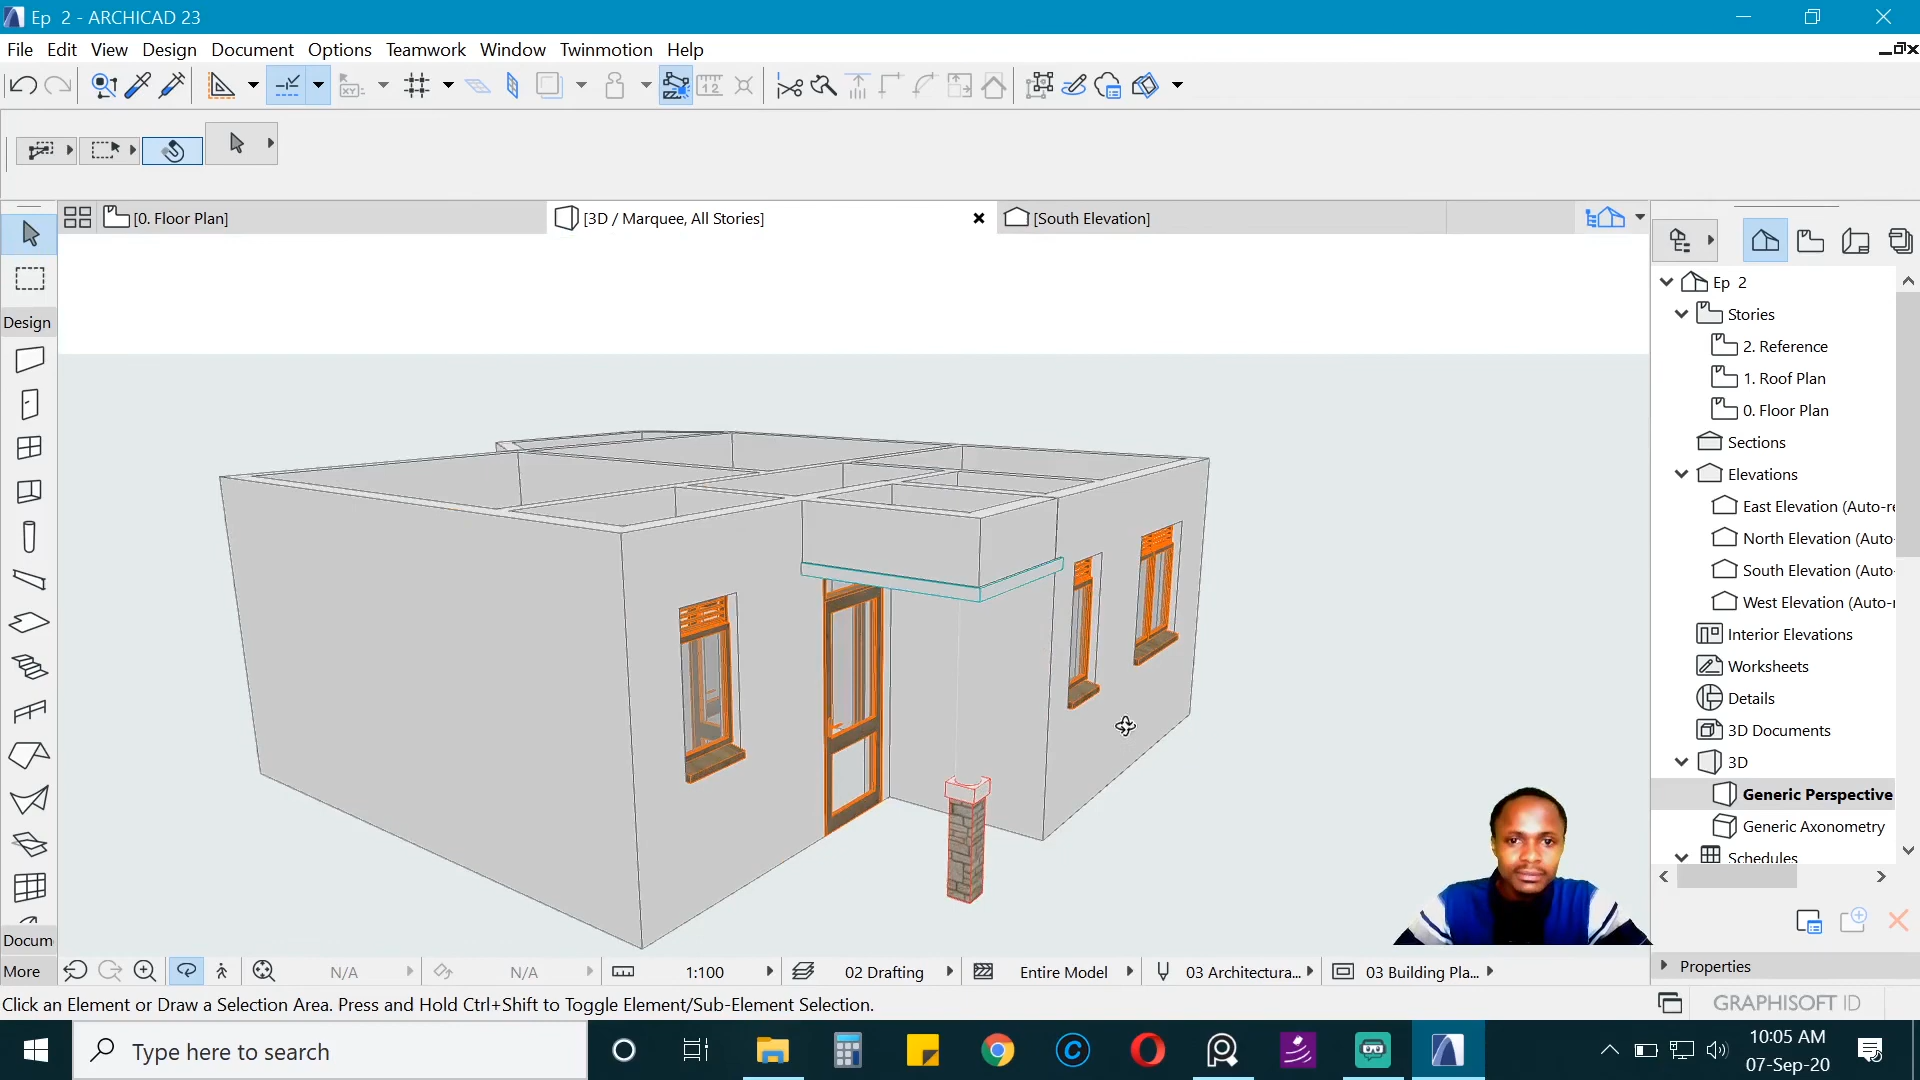 Ep 2 - ARCHICAD 23
File Edit View Design Document Options Teamwork Window Twinmotion Help
[0. Floor Plan]
[3D / Marquee, All Stories]
[South Elevation]
Design
Docum
More
Ep 2
Stories
2. Reference
1. Roof Plan
0. Floor Plan
Sections
Elevations
East Elevation (Auto-re
North Elevation (Auto-
South Elevation (Auto-
West Elevation (Auto-r
Interior Elevations
Worksheets
Details
3D Documents
3D
Generic Perspective
Generic Axonometry
Schedules
Properties
N/A
N/A
1:100
02 Drafting
Entire Model
03 Architectura...
03 Building Pla...
Click an Element or Draw a Selection Area. Press and Hold Ctrl+Shift to Toggle Element/Sub-Element Selection.
GRAPHISOFT ID
Type here to search
10:05 AM
07-Sep-20